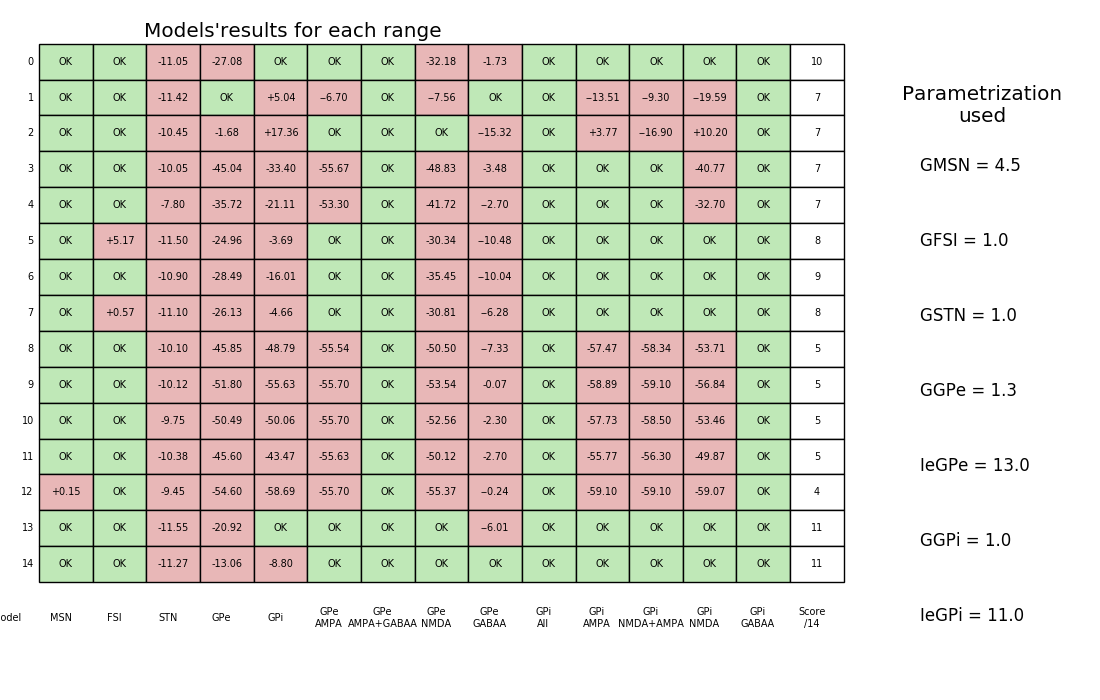 Models'results for each range
0 OK OK -11.05 -27.08 OK OK OK -32.18 -1.73 OK OK OK OK OK 10
1 OK OK -11.42 OK +5.04 --6.70 OK --7.56 OK OK --13.51 --9.30 --19.59 OK 7
2 OK OK -10.45 -1.68 +17.36 OK OK OK --15.32 OK +3.77 --16.90 +10.20 OK 7
3 OK OK -10.05 -45.04 -33.40 -55.67 OK -48.83 -3.48 OK OK OK -40.77 OK 7
4 OK OK -7.80 -35.72 -21.11 -53.30 OK -41.72 --2.70 OK OK OK -32.70 OK 7
5 OK +5.17 -11.50 -24.96 -3.69 OK OK -30.34 --10.48 OK OK OK OK OK 8
6 OK OK -10.90 -28.49 -16.01 OK OK -35.45 --10.04 OK OK OK OK OK 9
7 OK +0.57 -11.10 -26.13 -4.66 OK OK -30.81 --6.28 OK OK OK OK OK 8
8 OK OK -10.10 -45.85 -48.79 -55.54 OK -50.50 --7.33 OK -57.47 -58.34 -53.71 OK 5
9 OK OK -10.12 -51.80 -55.63 -55.70 OK -53.54 -0.07 OK -58.89 -59.10 -56.84 OK 5
10 OK OK -9.75 -50.49 -50.06 -55.70 OK -52.56 -2.30 OK -57.73 -58.50 -53.46 OK 5
11 OK OK -10.38 -45.60 -43.47 -55.63 OK -50.12 -2.70 OK -55.77 -56.30 -49.87 OK 5
12 +0.15 OK -9.45 -54.60 -58.69 -55.70 OK -55.37 --0.24 OK -59.10 -59.10 -59.07 OK 4
13 OK OK -11.55 -20.92 OK OK OK OK --6.01 OK OK OK OK OK 11
14 OK OK -11.27 -13.06 -8.80 OK OK OK OK OK OK OK OK OK 11
odel MSN FSI STN GPe GPi GPe AMPA GPe AMPA+GABAA GPe NMDA GPe GABAA GPi All GPi AMPA GPi NMDA+AMPA GPi NMDA GPi GABAA Score /14
Parametrization
used
GMSN = 4.5
GFSI = 1.0
GSTN = 1.0
GGPe = 1.3
IeGPe = 13.0
GGPi = 1.0
IeGPi = 11.0